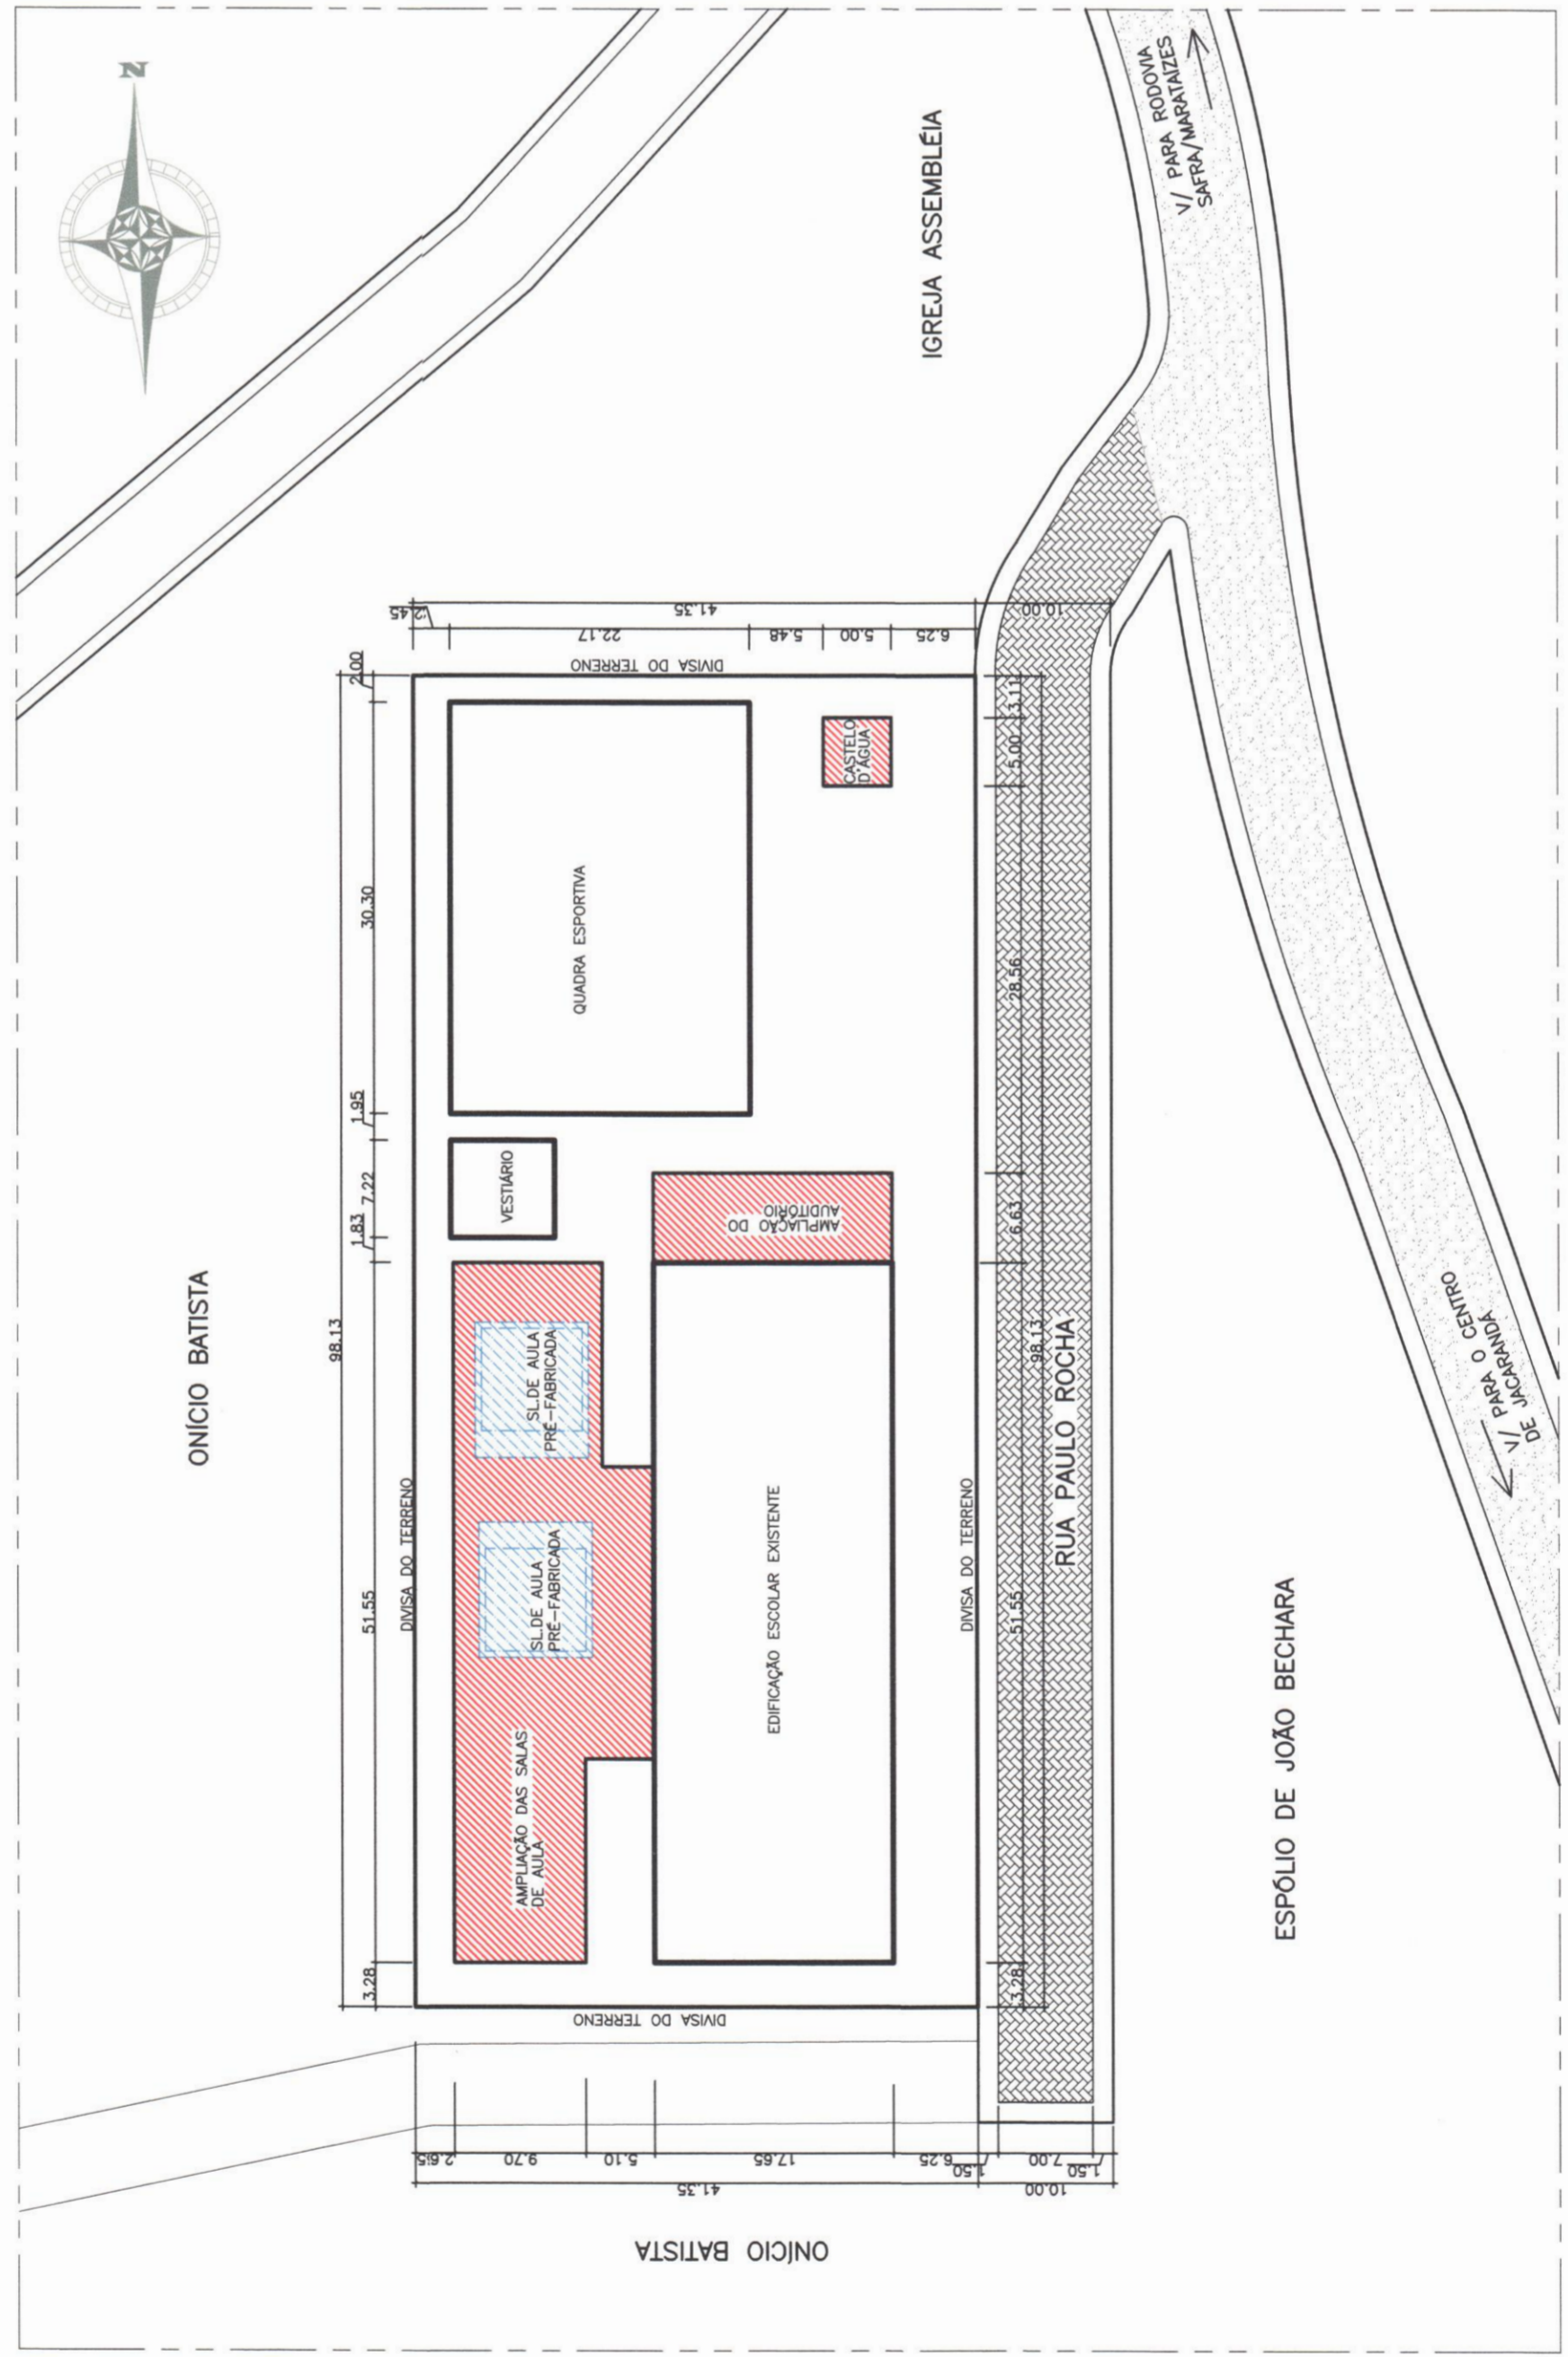 N
V/ PARA RODOVIA
SAFRA/MARATAÍZES
IGREJA ASSEMBLÉIA
2.45
41.35
10.00
22.17
5.48
5.00
6.25
DIVISA DO TERRENO
2.00
30.30
1.95
7.22
1.83
98.13
51.55
3.28
3.11
5.00
28.56
6.63
98.13
51.55
3.28
CASTELO
D'ÁGUA
QUADRA ESPORTIVA
VESTIÁRIO
AMPLIAÇÃO DO
AUDITÓRIO
ONÍCIO BATISTA
SL.DE AULA
PRÉ-FABRICADA
SL.DE AULA
PRÉ-FABRICADA
AMPLIAÇÃO DAS SALAS
DE AULA
EDIFICAÇÃO ESCOLAR EXISTENTE
DIVISA DO TERRENO
DIVISA DO TERRENO
RUA PAULO ROCHA
V/ PARA O CENTRO
DE JACARANDA
ESPÓLIO DE JOÃO BECHARA
DIVISA DO TERRENO
9.70
5.10
17.65
6.25
1.50
7.00
1.50
41.35
10.00
ONÍCIO BATISTA